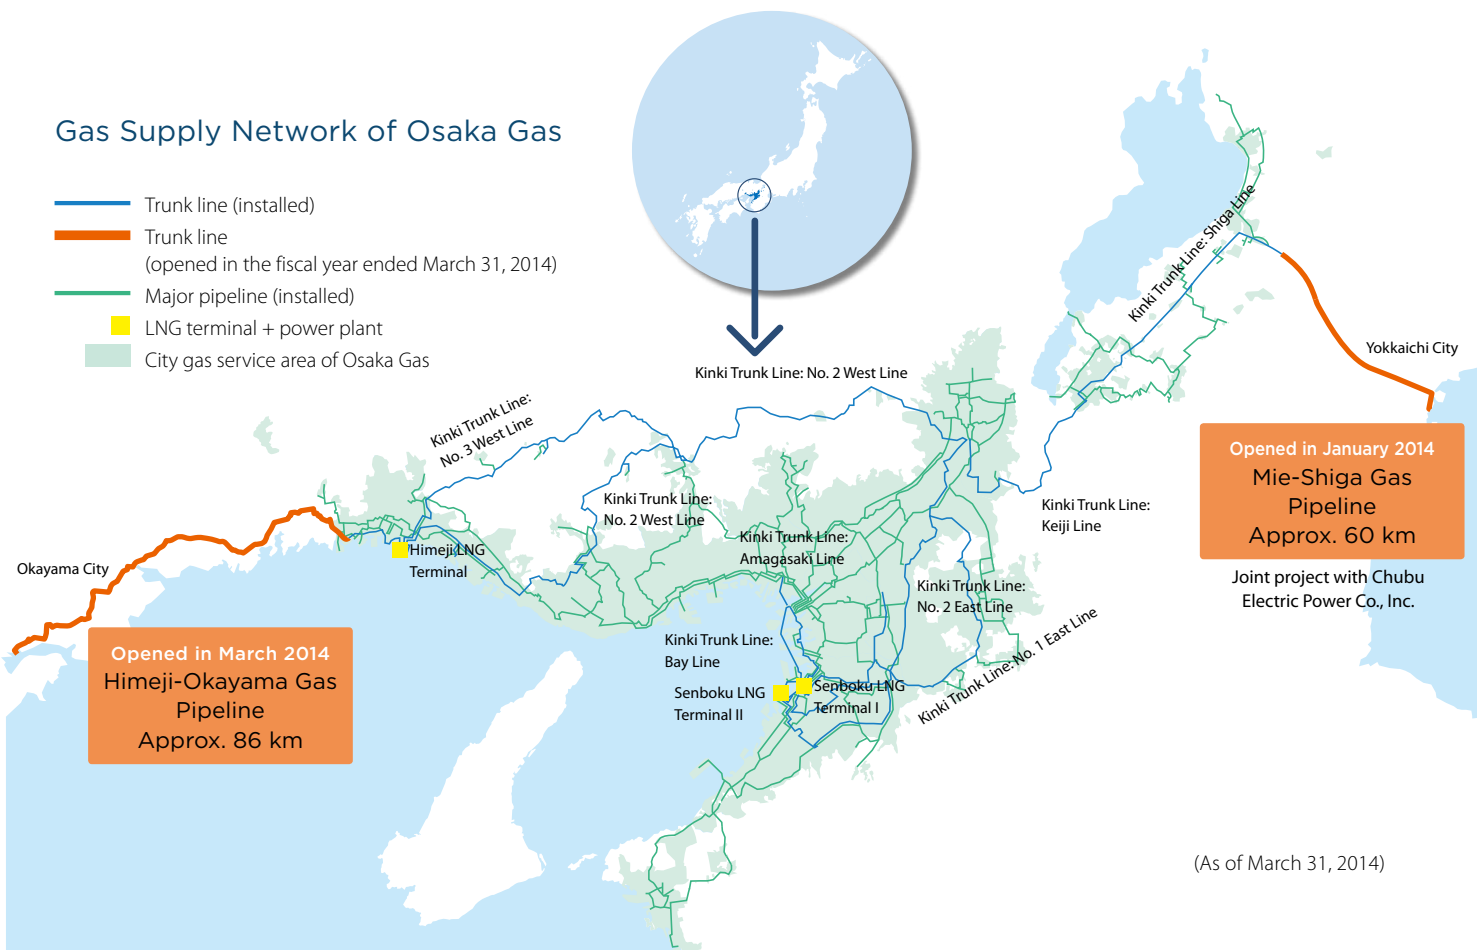 Gas Supply Network of Osaka Gas
Trunk line (installed)
Trunk line
(opened in the fiscal year ended March 31, 2014)
Major pipeline (installed)
LNG terminal + power plant
City gas service area of Osaka Gas
Kinki Trunk Line: No. 2 West Line
Kinki Trunk Line:
No. 3 West Line
Kinki Trunk Line: Shiga Line
Yokkaichi City
Opened in January 2014
Mie-Shiga Gas
Pipeline
Approx. 60 km
Joint project with Chubu
Electric Power Co., Inc.
Kinki Trunk Line:
Keiji Line
Kinki Trunk Line:
No. 2 West Line
Kinki Trunk Line:
Amagasaki Line
Himeji LNG
Terminal
Okayama City
Kinki Trunk Line:
No. 2 East Line
Kinki Trunk Line: No. 1 East Line
Opened in March 2014
Himeji-Okayama Gas
Pipeline
Approx. 86 km
Kinki Trunk Line:
Bay Line
Senboku LNG
Terminal II
Senboku LNG
Terminal I
(As of March 31, 2014)